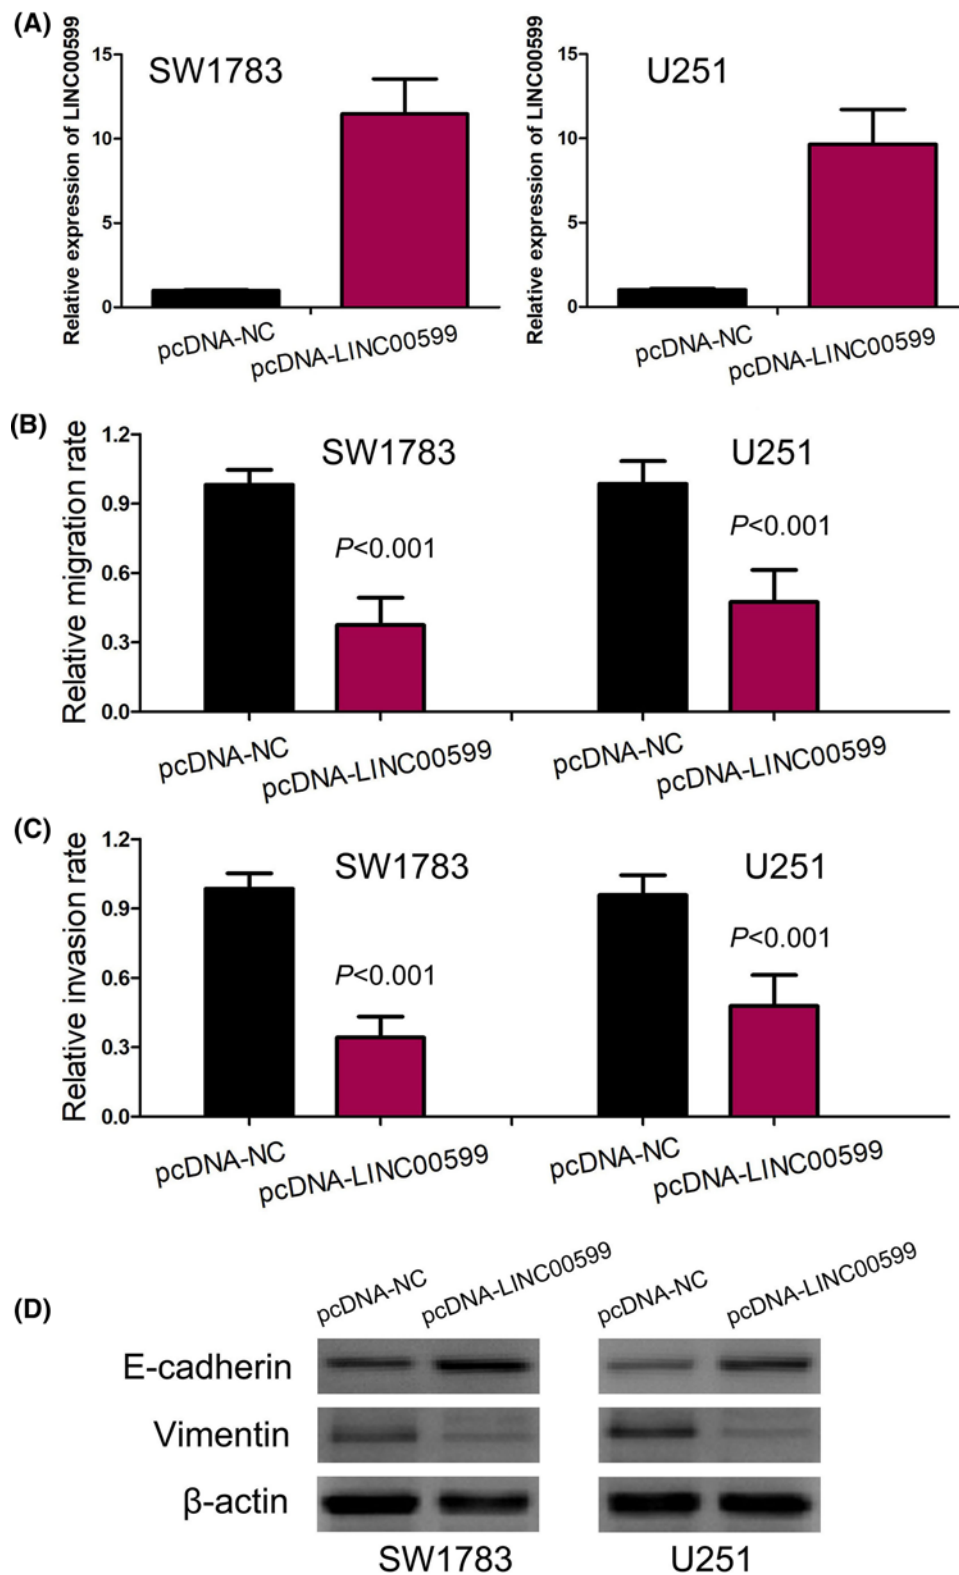 (A)
Relative expression of LINC00599
15
10
5
0
SW1783
pcDNA-NC
pcDNA-LINC00599
Relative expression of LINC00599
15
10
5
0
U251
pcDNA-NC
pcDNA-LINC00599
(B)
Relative migration rate
1.2
0.9
0.6
0.3
0.0
SW1783
P<0.001
U251
P<0.001
pcDNA-NC
pcDNA-LINC00599
pcDNA-NC
pcDNA-LINC00599
(C)
Relative invasion rate
1.2
0.9
0.6
0.3
0.0
SW1783
P<0.001
U251
P<0.001
pcDNA-NC
pcDNA-LINC00599
pcDNA-NC
pcDNA-LINC00599
(D)
pcDNA-NC
pcDNA-LINC00599
pcDNA-NC
pcDNA-LINC00599
E-cadherin
Vimentin
β-actin
SW1783
U251